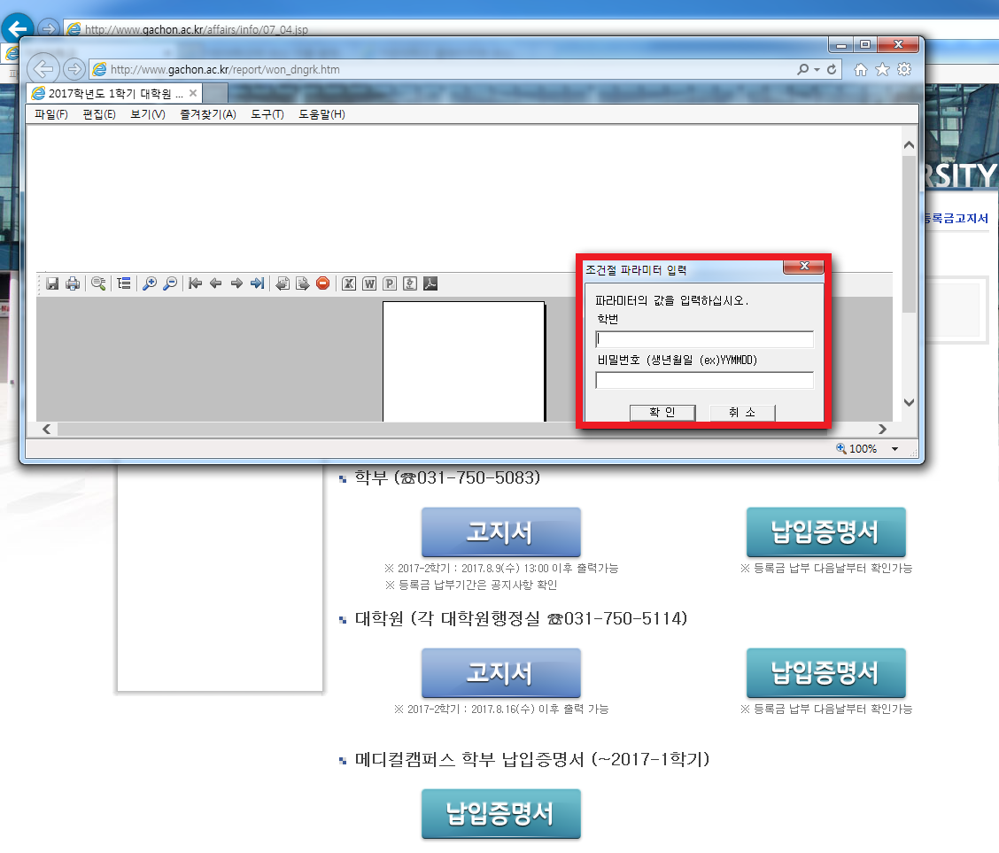 http://www.gachon.ac.kr/affairs/info/07_04.jsp
http://www.gachon.ac.kr/report/won_dngrk.htm
2017학년도 1학기 대학원 ...
파일(F) 편집(E) 보기(V) 즐겨찾기(A) 도구(T) 도움말(H)
RSITY
등록금고지서
조건절 파라미터 입력
파라미터의 값을 입력하십시오.
학번
비밀번호 (생년월일 (ex)YYMMDD)
확 인 취 소
100%
학부 (☎031-750-5083)
고지서 납입증명서
※ 2017-2학기 : 2017.8.9(수) 13:00 이후 출력가능 ※ 등록금 납부 다음날부터 확인가능
※ 등록금 납부기간은 공지사항 확인
대학원 (각 대학원행정실 ☎031-750-5114)
고지서 납입증명서
※ 2017-2학기 : 2017.8.16(수) 이후 출력 가능 ※ 등록금 납부 다음날부터 확인가능
메디컬캠퍼스 학부 납입증명서 (~2017-1학기)
납입증명서